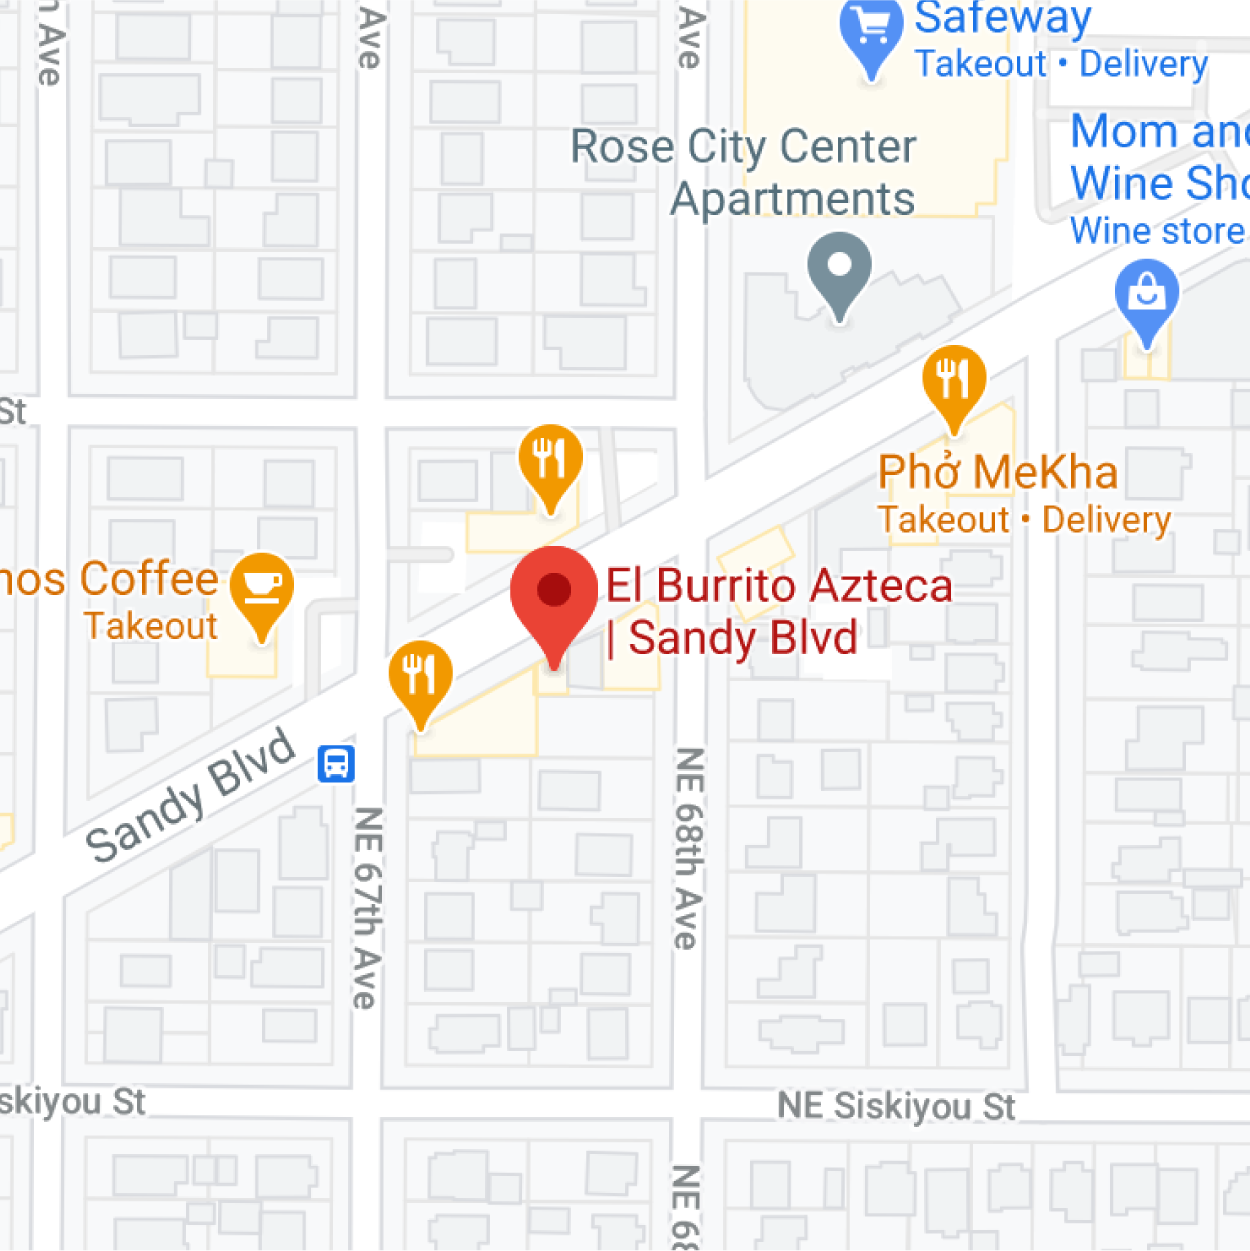 n Ave
Ave
Ave
Safeway
Takeout • Delivery
Mom and
Wine Sho
Wine store
Rose City Center
Apartments
St
Phở MeKha
Takeout • Delivery
nos Coffee
Takeout
El Burrito Azteca
| Sandy Blvd
Sandy Blvd
NE 67th Ave
NE 68th Ave
skiyou St
NE Siskiyou St
NE 68